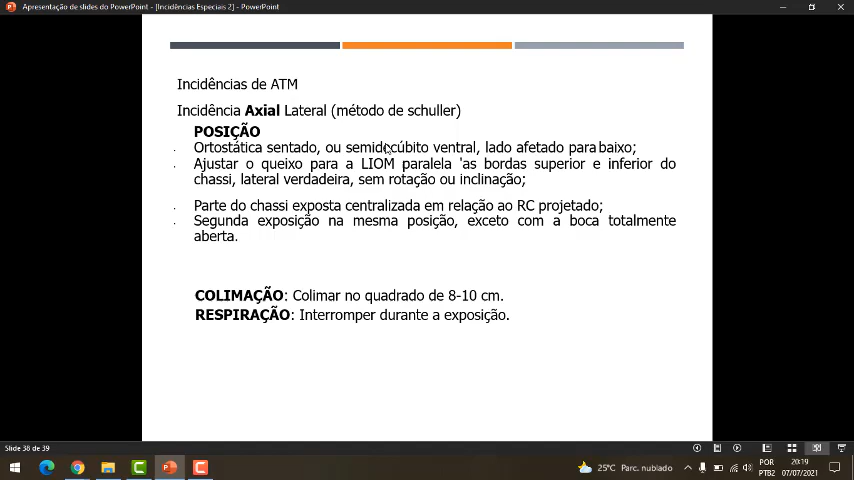 Apresentação de slides do PowerPoint - [Incidências Especiais 2] - PowerPoint
Incidências de ATM
Incidência Axial Lateral (método de schuller)
POSIÇÃO
Ortostática sentado, ou semidecúbito ventral, lado afetado para baixo;
Ajustar o queixo para a LIOM paralela 'as bordas superior e inferior do
chassi, lateral verdadeira, sem rotação ou inclinação;
Parte do chassi exposta centralizada em relação ao RC projetado;
Segunda exposição na mesma posição, exceto com a boca totalmente
aberta.
COLIMAÇÃO: Colimar no quadrado de 8-10 cm.
RESPIRAÇÃO: Interromper durante a exposição.
Slide 38 de 39
25°C Parc. nublado
POR
PTB2
20:19
07/07/2021